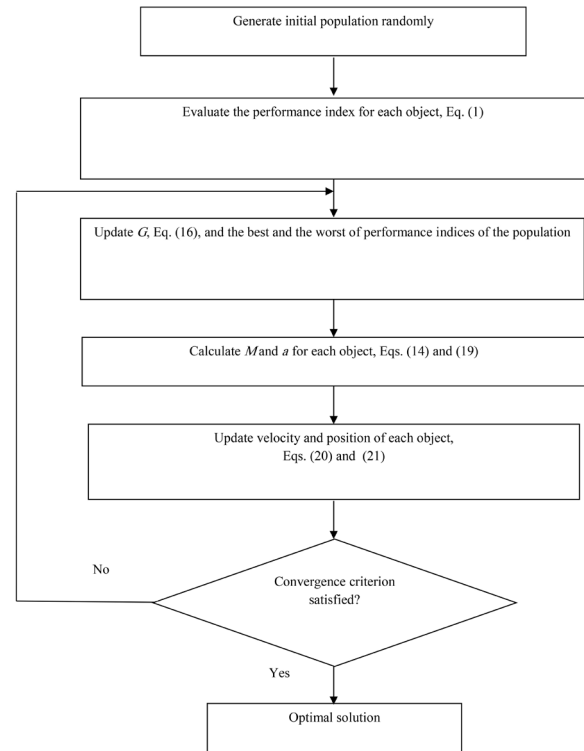 Generate initial population randomly
Evaluate the performance index for each object, Eq. (1)
Update G, Eq. (16), and the best and the worst of performance indices of the population
Calculate M and a for each object, Eqs. (14) and (19)
Update velocity and position of each object,
Eqs. (20) and (21)
Convergence criterion
satisfied?
No
Yes
Optimal solution